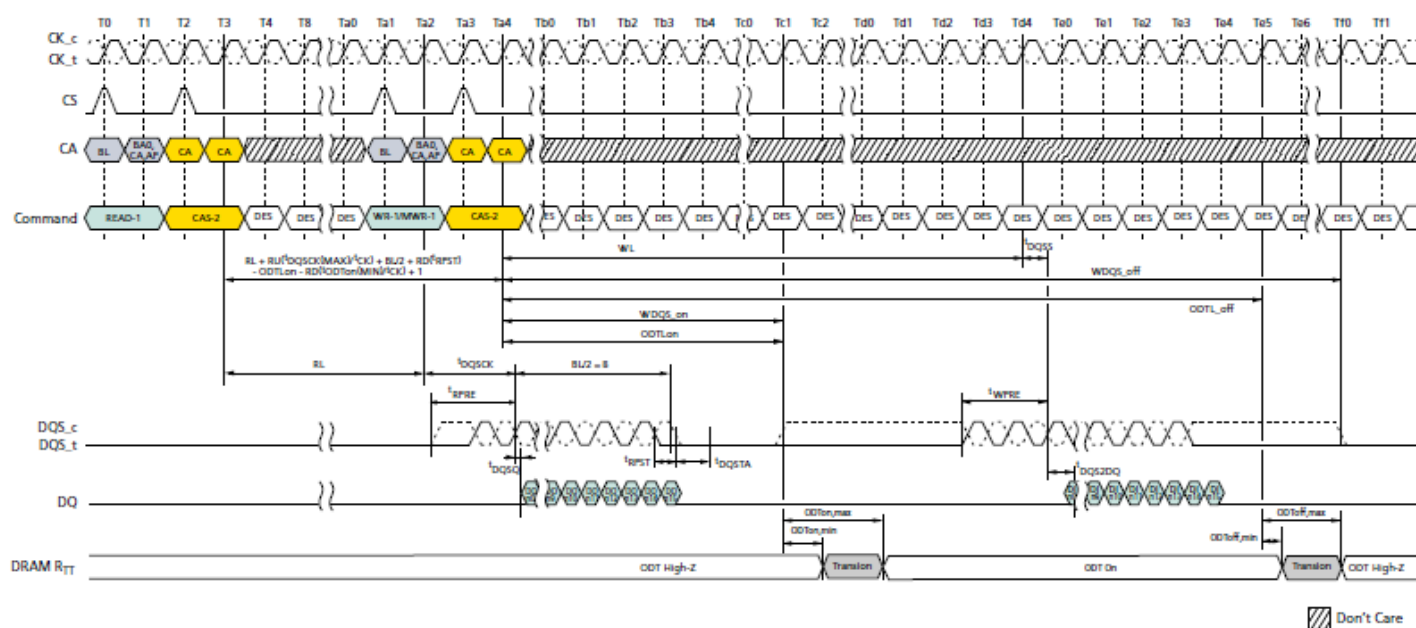 T0 T1 T2 T3 T4 T8 Ta0 Ta1 Ta2 Ta3 Ta4 Tb0 Tb1 Tb2 Tb3 Tb4 Tc0 Tc1 Tc2 Td0 Td1 Td2 Td3 Td4 Te0 Te1 Te2 Te3 Te4 Te5 Te6 Tf0 Tf1
CK_c
CK_t
CS
CA BL BA0, CA, AP CA CA BL BA0, CA, AP CA CA
Command READ-1 CAS-2 DES DES DES WR-1/MWR-1 CAS-2 DES DES DES DES DES DES DES DES DES DES DES DES DES DES DES DES DES DES DES DES
WL tDQSS
RL + RU(tDQSCK(MAX)/tCK) + BL/2 + RD(tRPST)
- ODTLon - RD(tODTon(MIN)/tCK) + 1
WDQS_off
ODTL_off
WDQS_on
ODTLon
RL tDQSCK BL/2 = 8
tRPRE tWPRE
DQS_c
DQS_t
tDQSQ tRPST tDQSTA tDQS2DQ
DQ
ODTon,max ODToff,max
ODTon,min ODToff,min
DRAM RTT ODT High-Z Transion ODT On Transion ODT High-Z
Don't Care